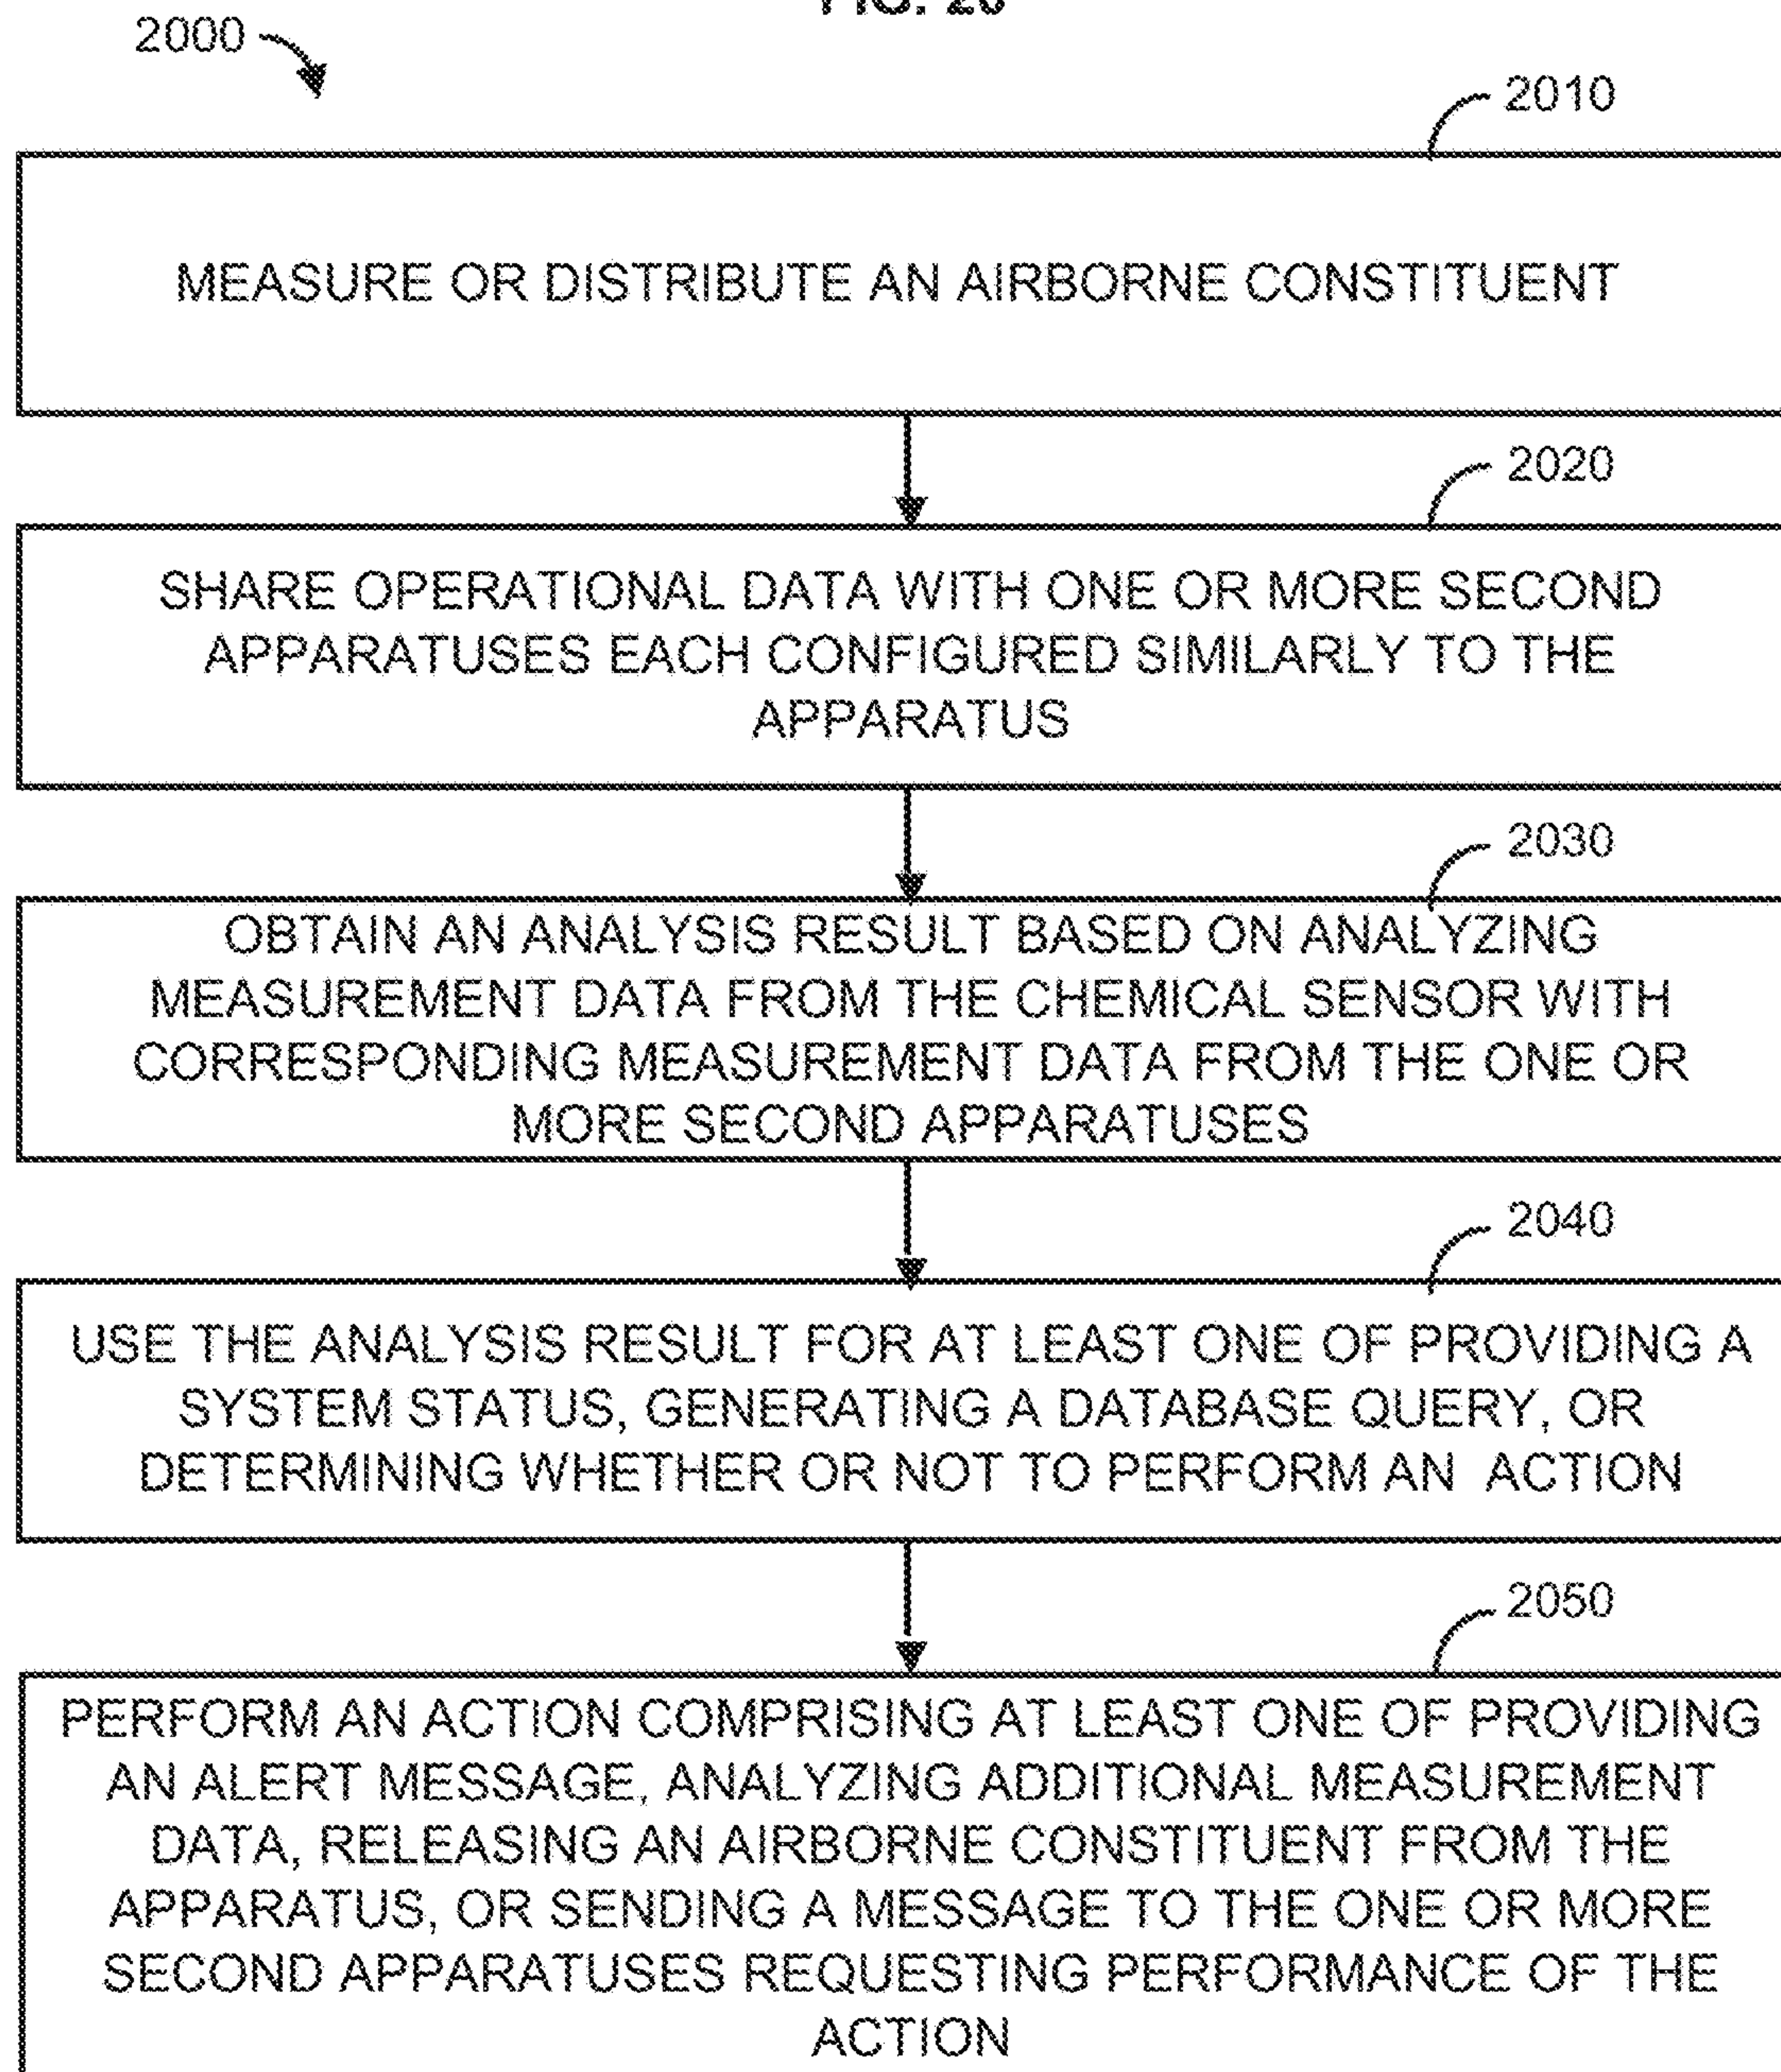 FIG. 20
2000
2010
MEASURE OR DISTRIBUTE AN AIRBORNE CONSTITUENT
2020
SHARE OPERATIONAL DATA WITH ONE OR MORE SECOND
APPARATUSES EACH CONFIGURED SIMILARLY TO THE
APPARATUS
2030
OBTAIN AN ANALYSIS RESULT BASED ON ANALYZING
MEASUREMENT DATA FROM THE CHEMICAL SENSOR WITH
CORRESPONDING MEASUREMENT DATA FROM THE ONE OR
MORE SECOND APPARATUSES
2040
USE THE ANALYSIS RESULT FOR AT LEAST ONE OF PROVIDING A
SYSTEM STATUS, GENERATING A DATABASE QUERY, OR
DETERMINING WHETHER OR NOT TO PERFORM AN ACTION
2050
PERFORM AN ACTION COMPRISING AT LEAST ONE OF PROVIDING
AN ALERT MESSAGE, ANALYZING ADDITIONAL MEASUREMENT
DATA, RELEASING AN AIRBORNE CONSTITUENT FROM THE
APPARATUS, OR SENDING A MESSAGE TO THE ONE OR MORE
SECOND APPARATUSES REQUESTING PERFORMANCE OF THE
ACTION